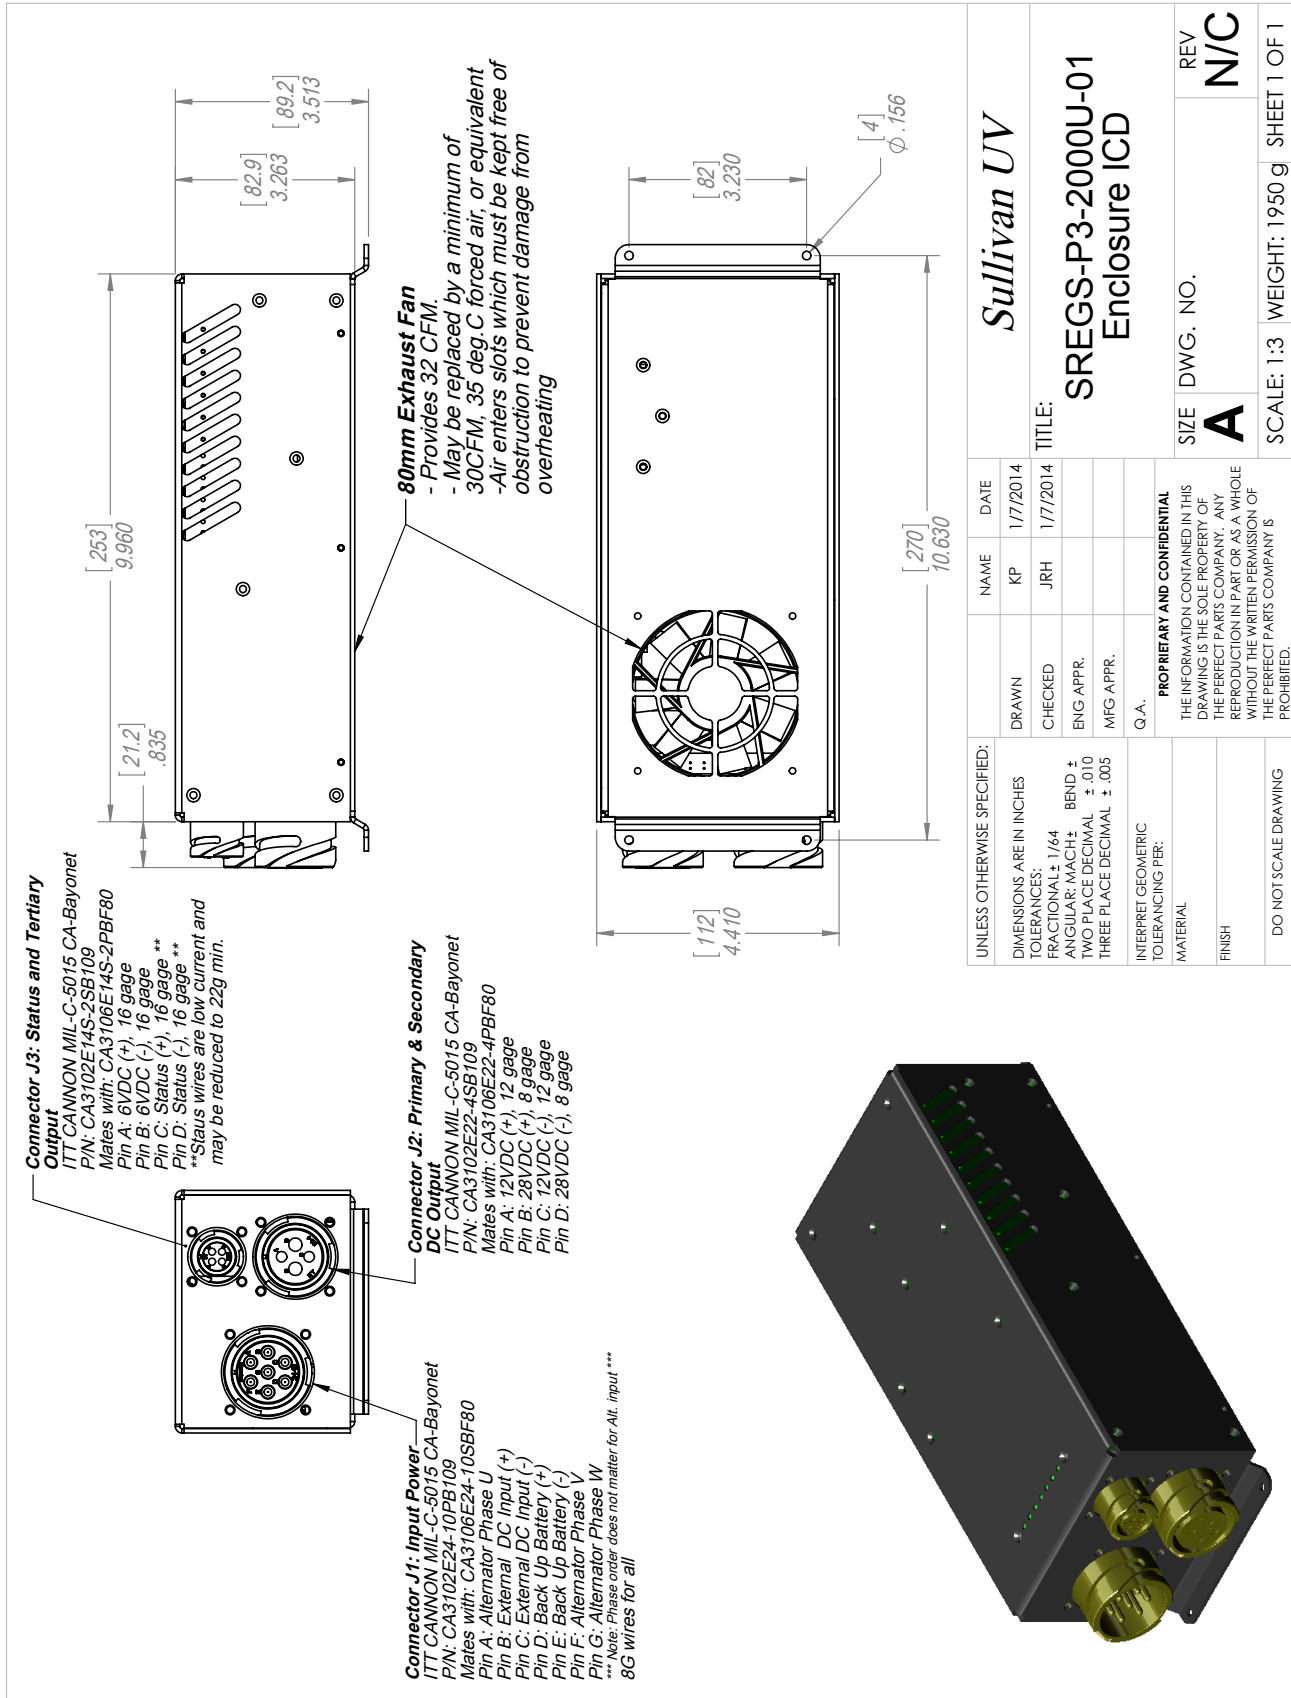 Connector J3: Status and Tertiary
Output
ITT CANNON MIL-C-5015 CA-Bayonet
P/N: CA3102E14S-2SB109
Mates with: CA3106E14S-2PBF80
Pin A: 6VDC (+), 16 gage
Pin B: 6VDC (-), 16 gage
Pin C: Status (+), 16 gage **
Pin D: Status (-), 16 gage **
**Staus wires are low current and
may be reduced to 22g min.
[ 21.2 ]
.835
[ 253 ]
9.960
[ 82.9 ]
3.263
[ 89.2 ]
3.513
Connector J1: Input Power
ITT CANNON MIL-C-5015 CA-Bayonet
P/N: CA3102E24-10PB109
Mates with: CA3106E24-10SBF80
Pin A: Alternator Phase U
Pin B: External DC Input (+)
Pin C: External DC Input (-)
Pin D: Back Up Battery (+)
Pin E: Back Up Battery (-)
Pin F: Alternator Phase V
Pin G: Alternator Phase W
*** Note: Phase order does not matter for Alt. input ***
8G wires for all
Connector J2: Primary & Secondary
DC Output
ITT CANNON MIL-C-5015 CA-Bayonet
P/N: CA3102E22-4SB109
Mates with: CA3106E22-4PBF80
Pin A: 12VDC (+), 12 gage
Pin B: 28VDC (+), 8 gage
Pin C: 12VDC (-), 12 gage
Pin D: 28VDC (-), 8 gage
80mm Exhaust Fan
- Provides 32 CFM.
- May be replaced by a minimum of
30CFM, 35 deg.C forced air, or equivalent
-Air enters slots which must be kept free of
obstruction to prevent damage from
overheating
[ 112 ]
4.410
[ 270 ]
10.630
[ 82 ]
3.230
[ 4 ]
∅ .156
UNLESS OTHERWISE SPECIFIED:
DIMENSIONS ARE IN INCHES
TOLERANCES:
FRACTIONAL ± 1/64
ANGULAR: MACH ± BEND ±
TWO PLACE DECIMAL ± .010
THREE PLACE DECIMAL ± .005
INTERPRET GEOMETRIC
TOLERANCING PER:
MATERIAL
FINISH
DO NOT SCALE DRAWING
NAME DATE
DRAWN KP 1/7/2014
CHECKED JRH 1/7/2014
ENG APPR.
MFG APPR.
Q.A.
PROPRIETARY AND CONFIDENTIAL
THE INFORMATION CONTAINED IN THIS
DRAWING IS THE SOLE PROPERTY OF
THE PERFECT PARTS COMPANY. ANY
REPRODUCTION IN PART OR AS A WHOLE
WITHOUT THE WRITTEN PERMISSION OF
THE PERFECT PARTS COMPANY IS
PROHIBITED.
Sullivan UV
TITLE:
SREGS-P3-2000U-01
Enclosure ICD
SIZE
A
DWG. NO.
REV
N/C
SCALE: 1:3 WEIGHT: 1950 g SHEET 1 OF 1